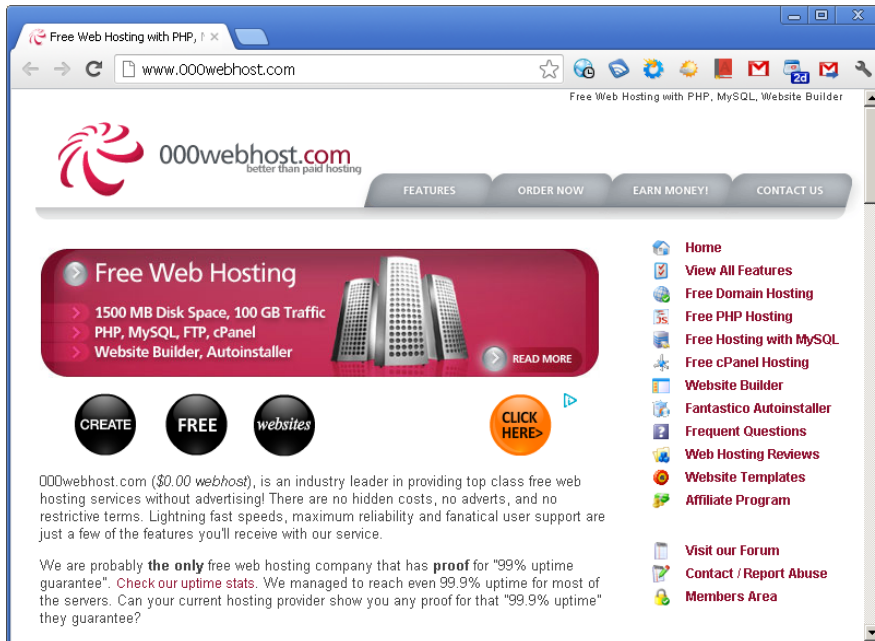 Free Web Hosting with PHP, M
www.000webhost.com
2d
Free Web Hosting with PHP, MySQL, Website Builder
000webhost.com
better than paid hosting
FEATURES
ORDER NOW
EARN MONEY!
CONTACT US
Free Web Hosting
1500 MB Disk Space, 100 GB Traffic
PHP, MySQL, FTP, cPanel
Website Builder, Autoinstaller
READ MORE
CREATE
FREE
websites
CLICK
HERE>
000webhost.com ($0.00 webhost), is an industry leader in providing top class free web
hosting services without advertising! There are no hidden costs, no adverts, and no
restrictive terms. Lightning fast speeds, maximum reliability and fanatical user support are
just a few of the features you'll receive with our service.
We are probably the only free web hosting company that has proof for "99% uptime
guarantee". Check our uptime stats. We managed to reach even 99.9% uptime for most of
the servers. Can your current hosting provider show you any proof for that "99.9% uptime"
they guarantee?
Home
View All Features
Free Domain Hosting
Free PHP Hosting
Free Hosting with MySQL
Free cPanel Hosting
Website Builder
Fantastico Autoinstaller
Frequent Questions
Web Hosting Reviews
Website Templates
Affiliate Program
Visit our Forum
Contact / Report Abuse
Members Area